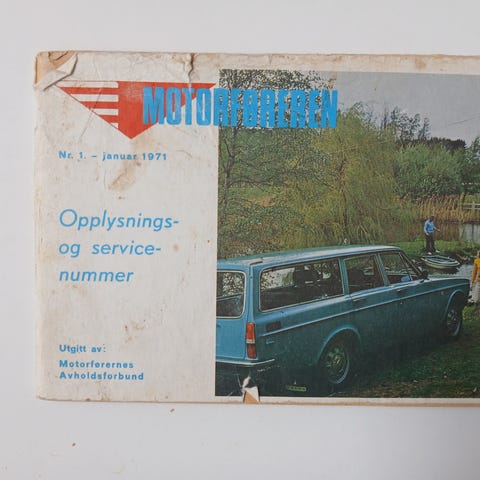 MOTORFØREREN
Nr. 1. – januar 1971
Opplysnings-
og service-
nummer
Utgitt av:
Motorførernes
Avholdsforbund